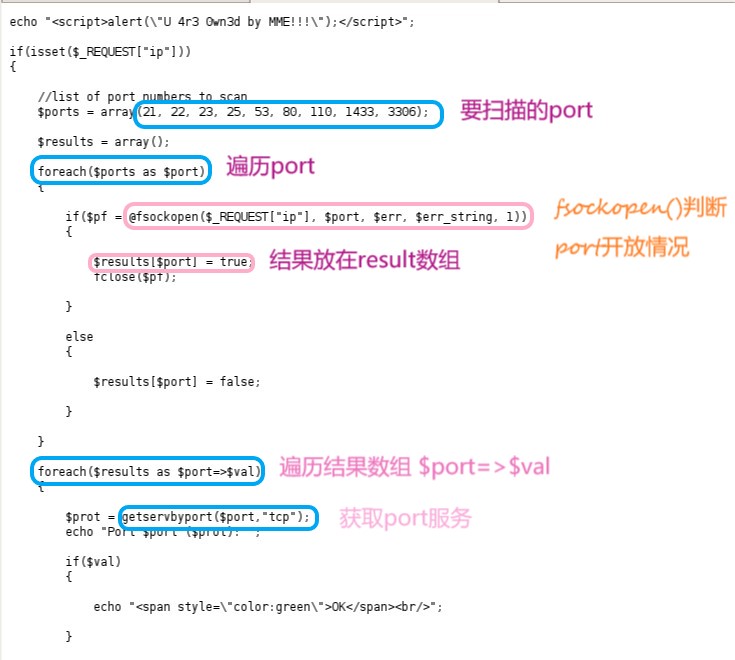 echo "<script>alert(\"U 4r3 0wn3d by MME!!!\");</script>";
if(isset($_REQUEST["ip"]))
{
//list of port numbers to scan
$ports = array(21, 22, 23, 25, 53, 80, 110, 1433, 3306); 要扫描的port
$results = array();
foreach($ports as $port) 遍历port
{
if($pf = @fsockopen($_REQUEST["ip"], $port, $err, $err_string, 1)) fsockopen()判断
{ port开放情况
$results[$port] = true; 结果放在result数组
fclose($pf);
}
else
{
$results[$port] = false;
}
}
foreach($results as $port=>$val) 遍历结果数组 $port=>$val
{
$prot = getservbyport($port,"tcp"); 获取port服务
echo "Port $port ($prot): ";
if($val)
{
echo "<span style=\"color:green\">OK</span><br/>";
}